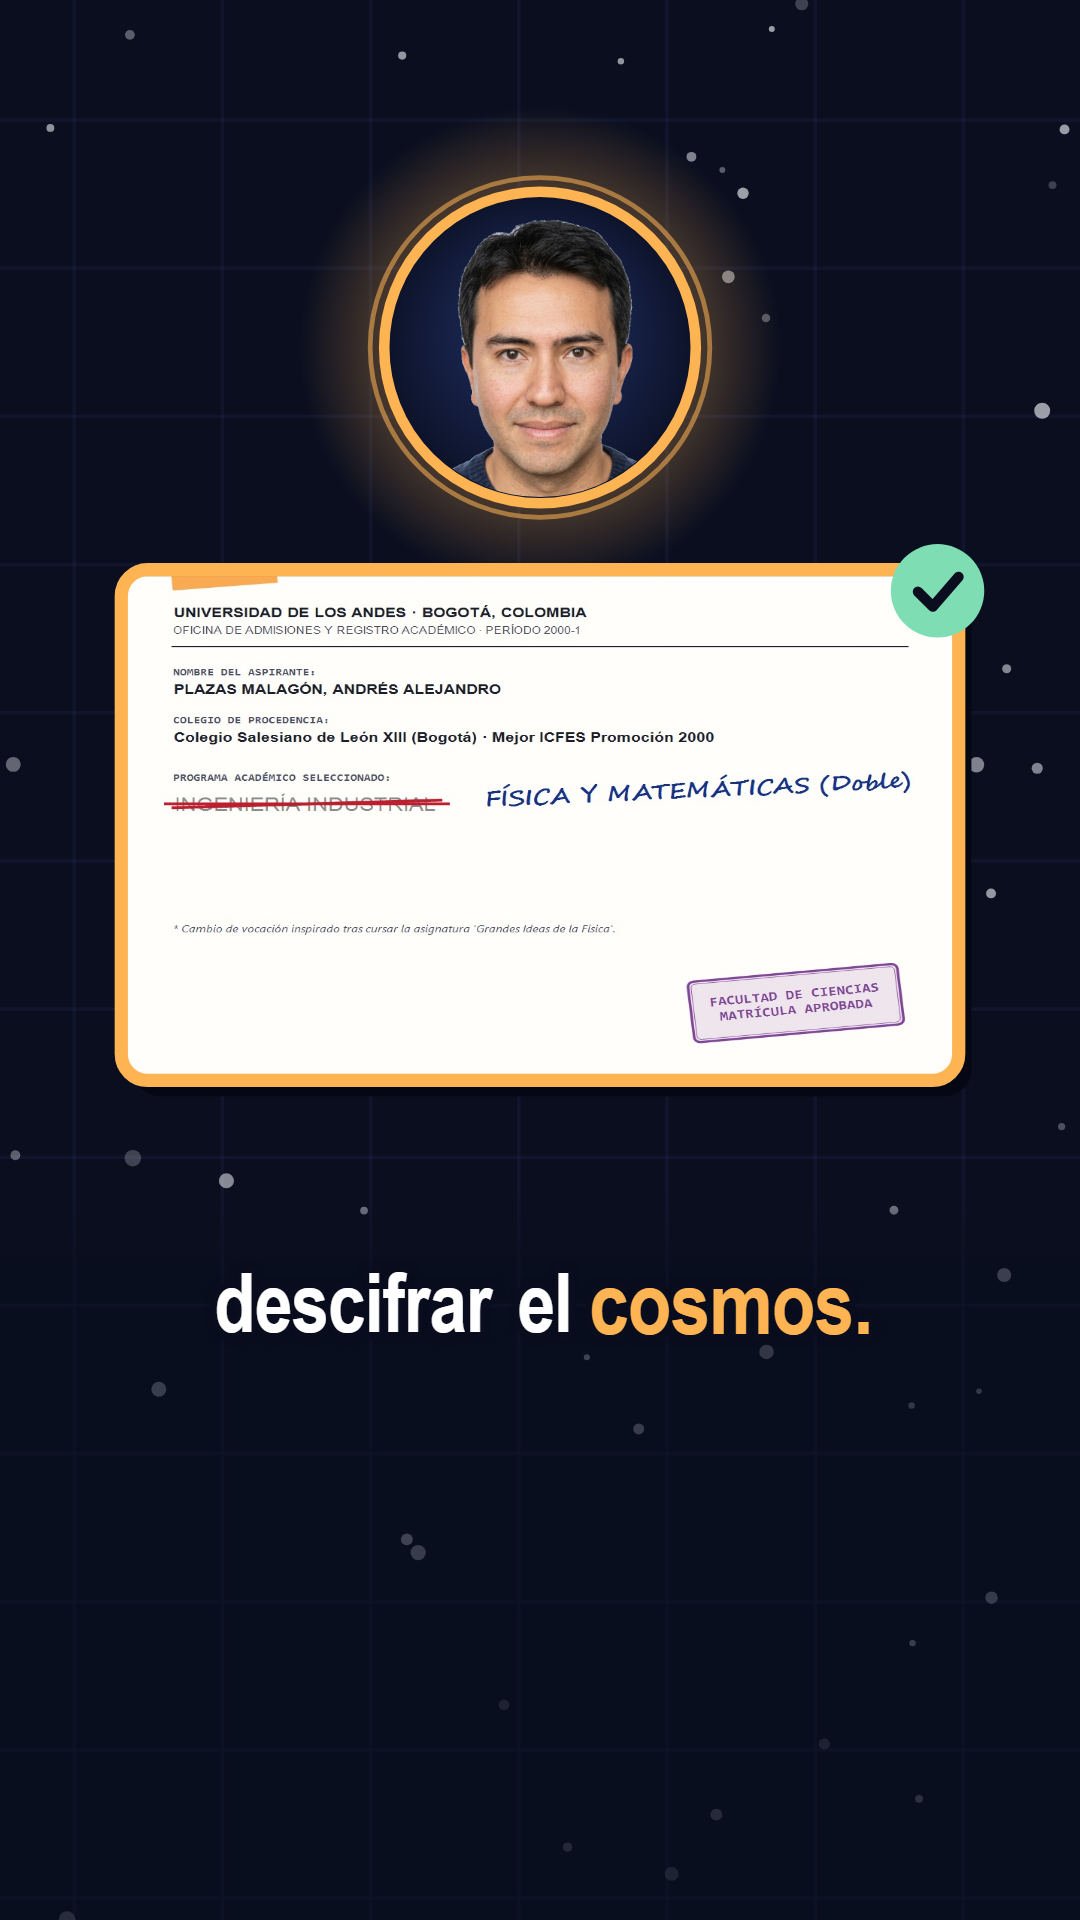 UNIVERSIDAD DE LOS ANDES · BOGOTÁ, COLOMBIA
OFICINA DE ADMISIONES Y REGISTRO ACADÉMICO · PERÍODO 2000-1
NOMBRE DEL ASPIRANTE:
PLAZAS MALAGÓN, ANDRÉS ALEJANDRO
COLEGIO DE PROCEDENCIA:
Colegio Salesiano de León XIII (Bogotá) · Mejor ICFES Promoción 2000
PROGRAMA ACADÉMICO SELECCIONADO:
INGENIERÍA INDUSTRIAL FÍSICA Y MATEMÁTICAS (Doble)
* Cambio de vocación inspirado tras cursar la asignatura 'Grandes Ideas de la Física'.
FACULTAD DE CIENCIAS
MATRÍCULA APROBADA
descifrar el cosmos.